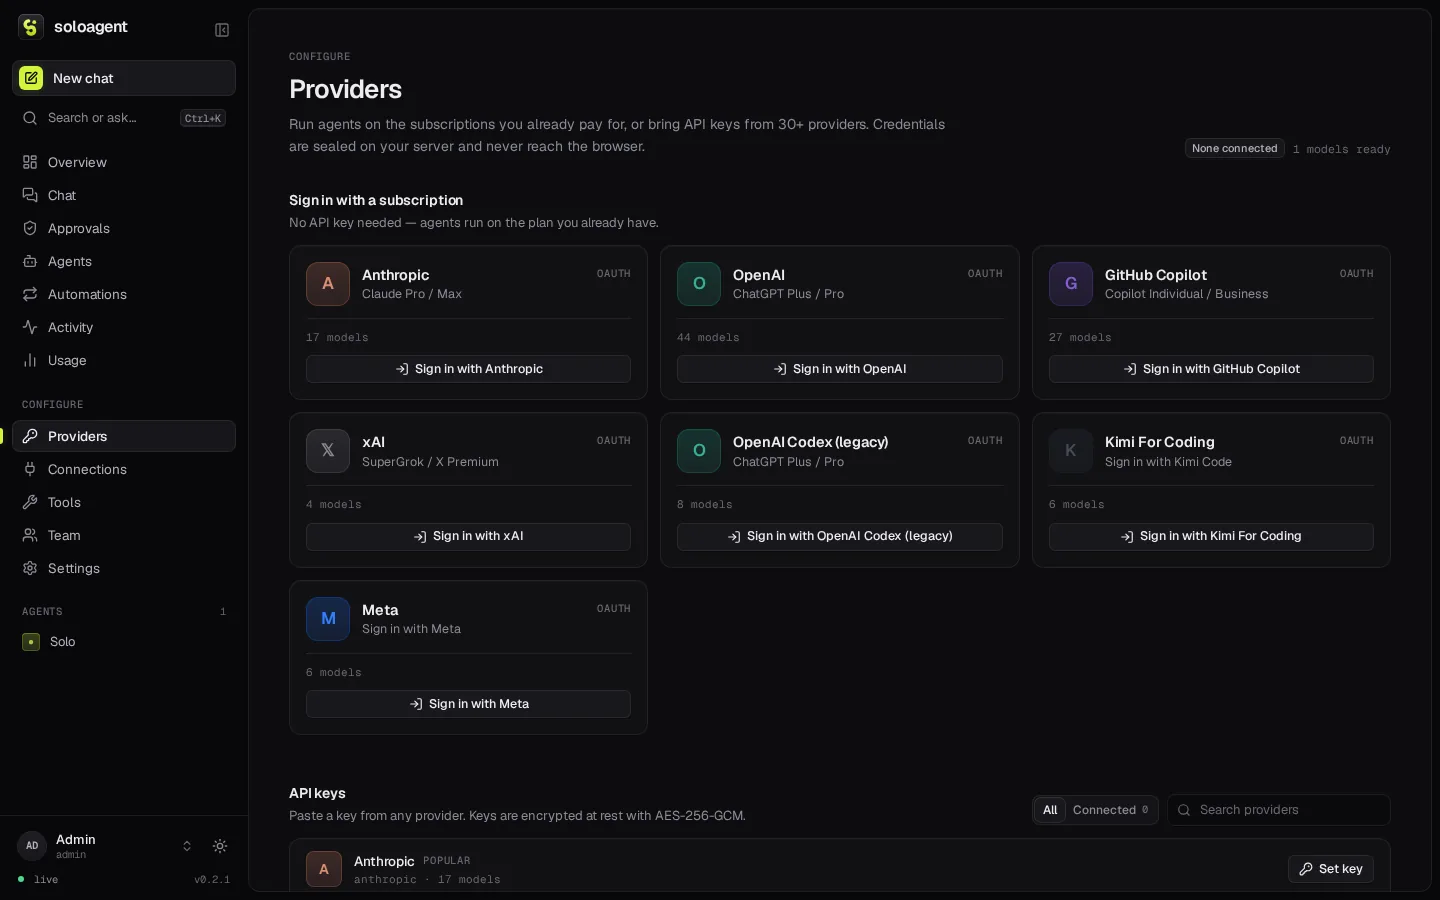 soloagent
New chat
Search or ask... Ctrl+K
Overview
Chat
Approvals
Agents
Automations
Activity
Usage
CONFIGURE
Providers
Connections
Tools
Team
Settings
AGENTS 1
Solo
AD
Admin
admin
live v0.2.1
CONFIGURE
Providers
Run agents on the subscriptions you already pay for, or bring API keys from 30+ providers. Credentials
are sealed on your server and never reach the browser.
None connected 1 models ready
Sign in with a subscription
No API key needed — agents run on the plan you already have.
A
Anthropic OAUTH
Claude Pro / Max
17 models
Sign in with Anthropic
O
OpenAI OAUTH
ChatGPT Plus / Pro
44 models
Sign in with OpenAI
G
GitHub Copilot OAUTH
Copilot Individual / Business
27 models
Sign in with GitHub Copilot
𝕏
xAI OAUTH
SuperGrok / X Premium
4 models
Sign in with xAI
O
OpenAI Codex (legacy) OAUTH
ChatGPT Plus / Pro
8 models
Sign in with OpenAI Codex (legacy)
K
Kimi For Coding OAUTH
Sign in with Kimi Code
6 models
Sign in with Kimi For Coding
M
Meta OAUTH
Sign in with Meta
6 models
Sign in with Meta
API keys
Paste a key from any provider. Keys are encrypted at rest with AES-256-GCM.
All Connected 0 Search providers
A
Anthropic POPULAR
anthropic · 17 models
Set key